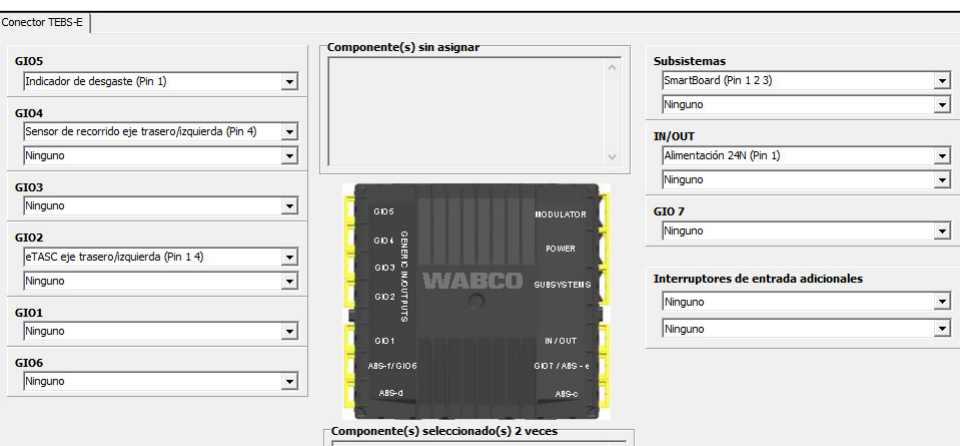 Conector TEBS-E
GIO5
Indicador de desgaste (Pin 1)
GIO4
Sensor de recorrido eje trasero/izquierda (Pin 4)
Ninguno
GIO3
Ninguno
GIO2
eTASC eje trasero/izquierda (Pin 1 4)
Ninguno
GIO1
Ninguno
GIO6
Ninguno
Componente(s) sin asignar
GIO5
GIO4
GIO3
GIO2
GENERIC IN/OUTPUTS
GIO1
ABS-f/GIO6
ABS-d
WABCO
MODULATOR
POWER
SUBSYSTEMS
IN/OUT
GIO7/ABS-e
ABS-c
Componente(s) seleccionado(s) 2 veces
Subsistemas
SmartBoard (Pin 1 2 3)
Ninguno
IN/OUT
Alimentación 24N (Pin 1)
Ninguno
GIO 7
Ninguno
Interruptores de entrada adicionales
Ninguno
Ninguno